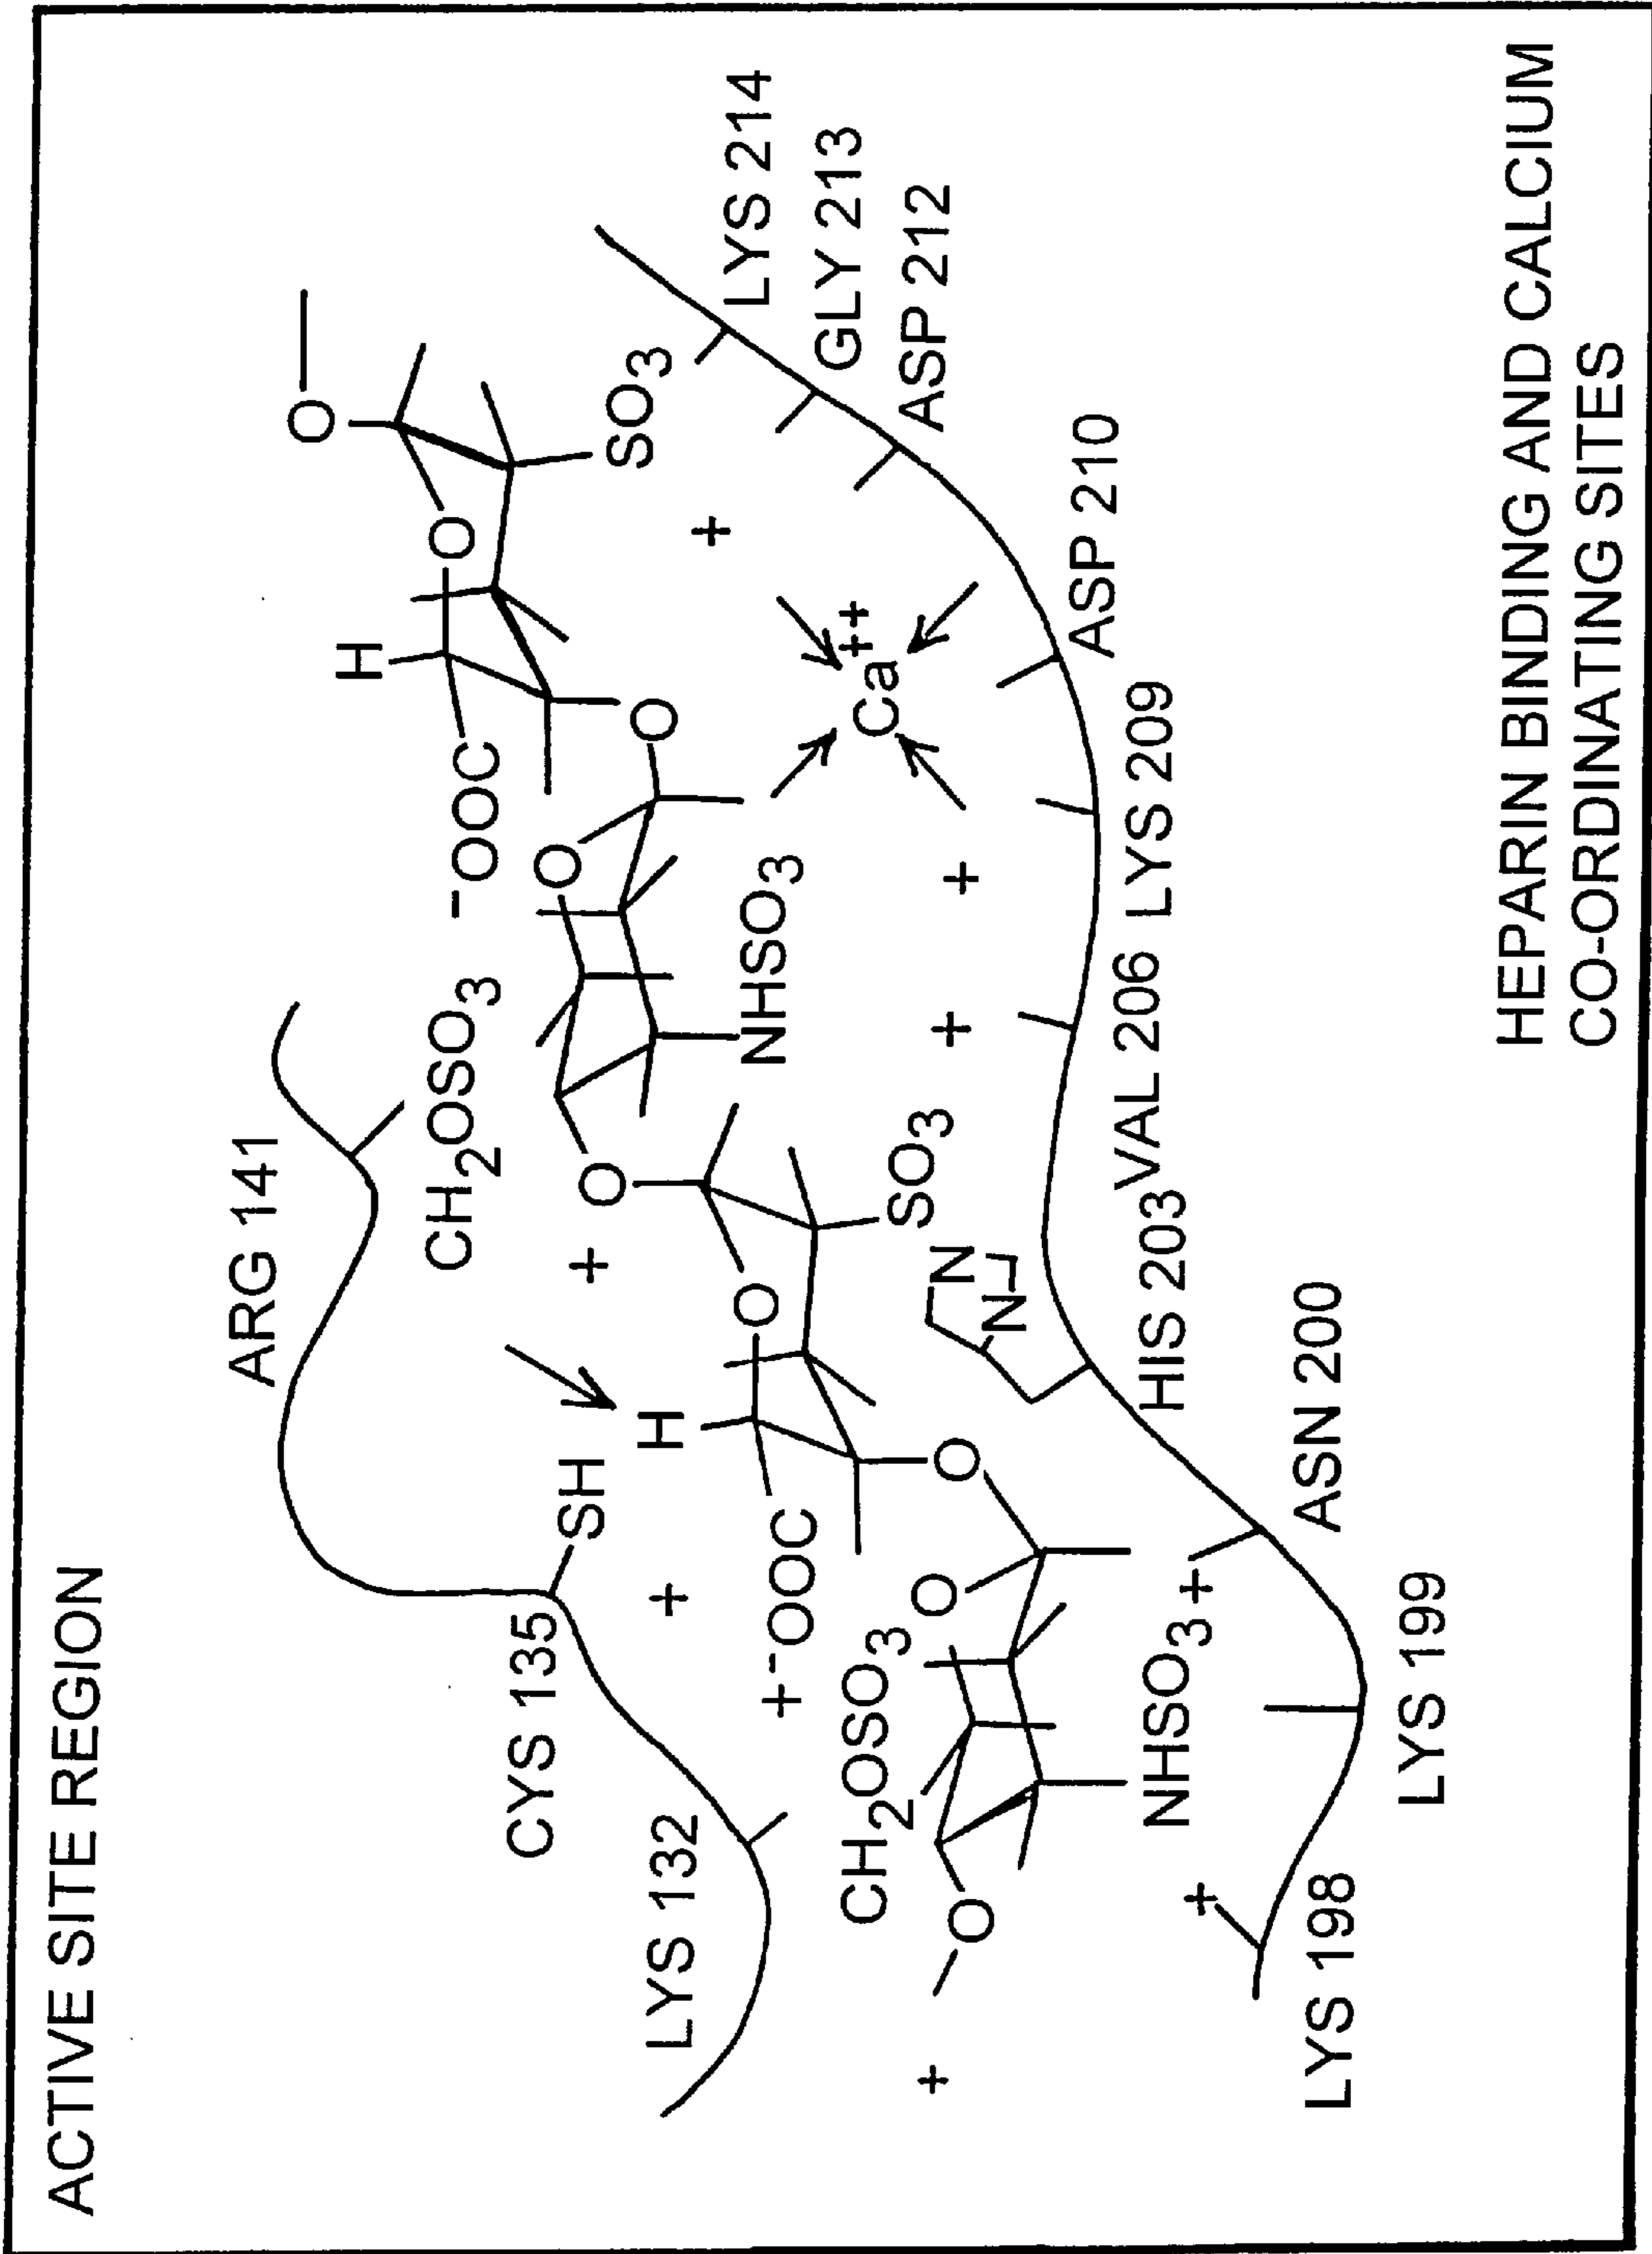 ACTIVE SITE REGION
ARG 141
CYS 135
SH
LYS 132
CH2OSO3
-OOC
H
O
O
O
O
SO3
LYS 214
GLY 213
ASP 212
+
H
+
+
+-OOC
O
O
O
NHSO3
Ca++
ASP 210
SO3
N
N
+
+
VAL 206 LYS 209
HIS 203
CH2OSO3
O
O
NHSO3+
+
+
ASN 200
LYS 199
LYS 198
HEPARIN BINDING AND CALCIUM
CO-ORDINATING SITES